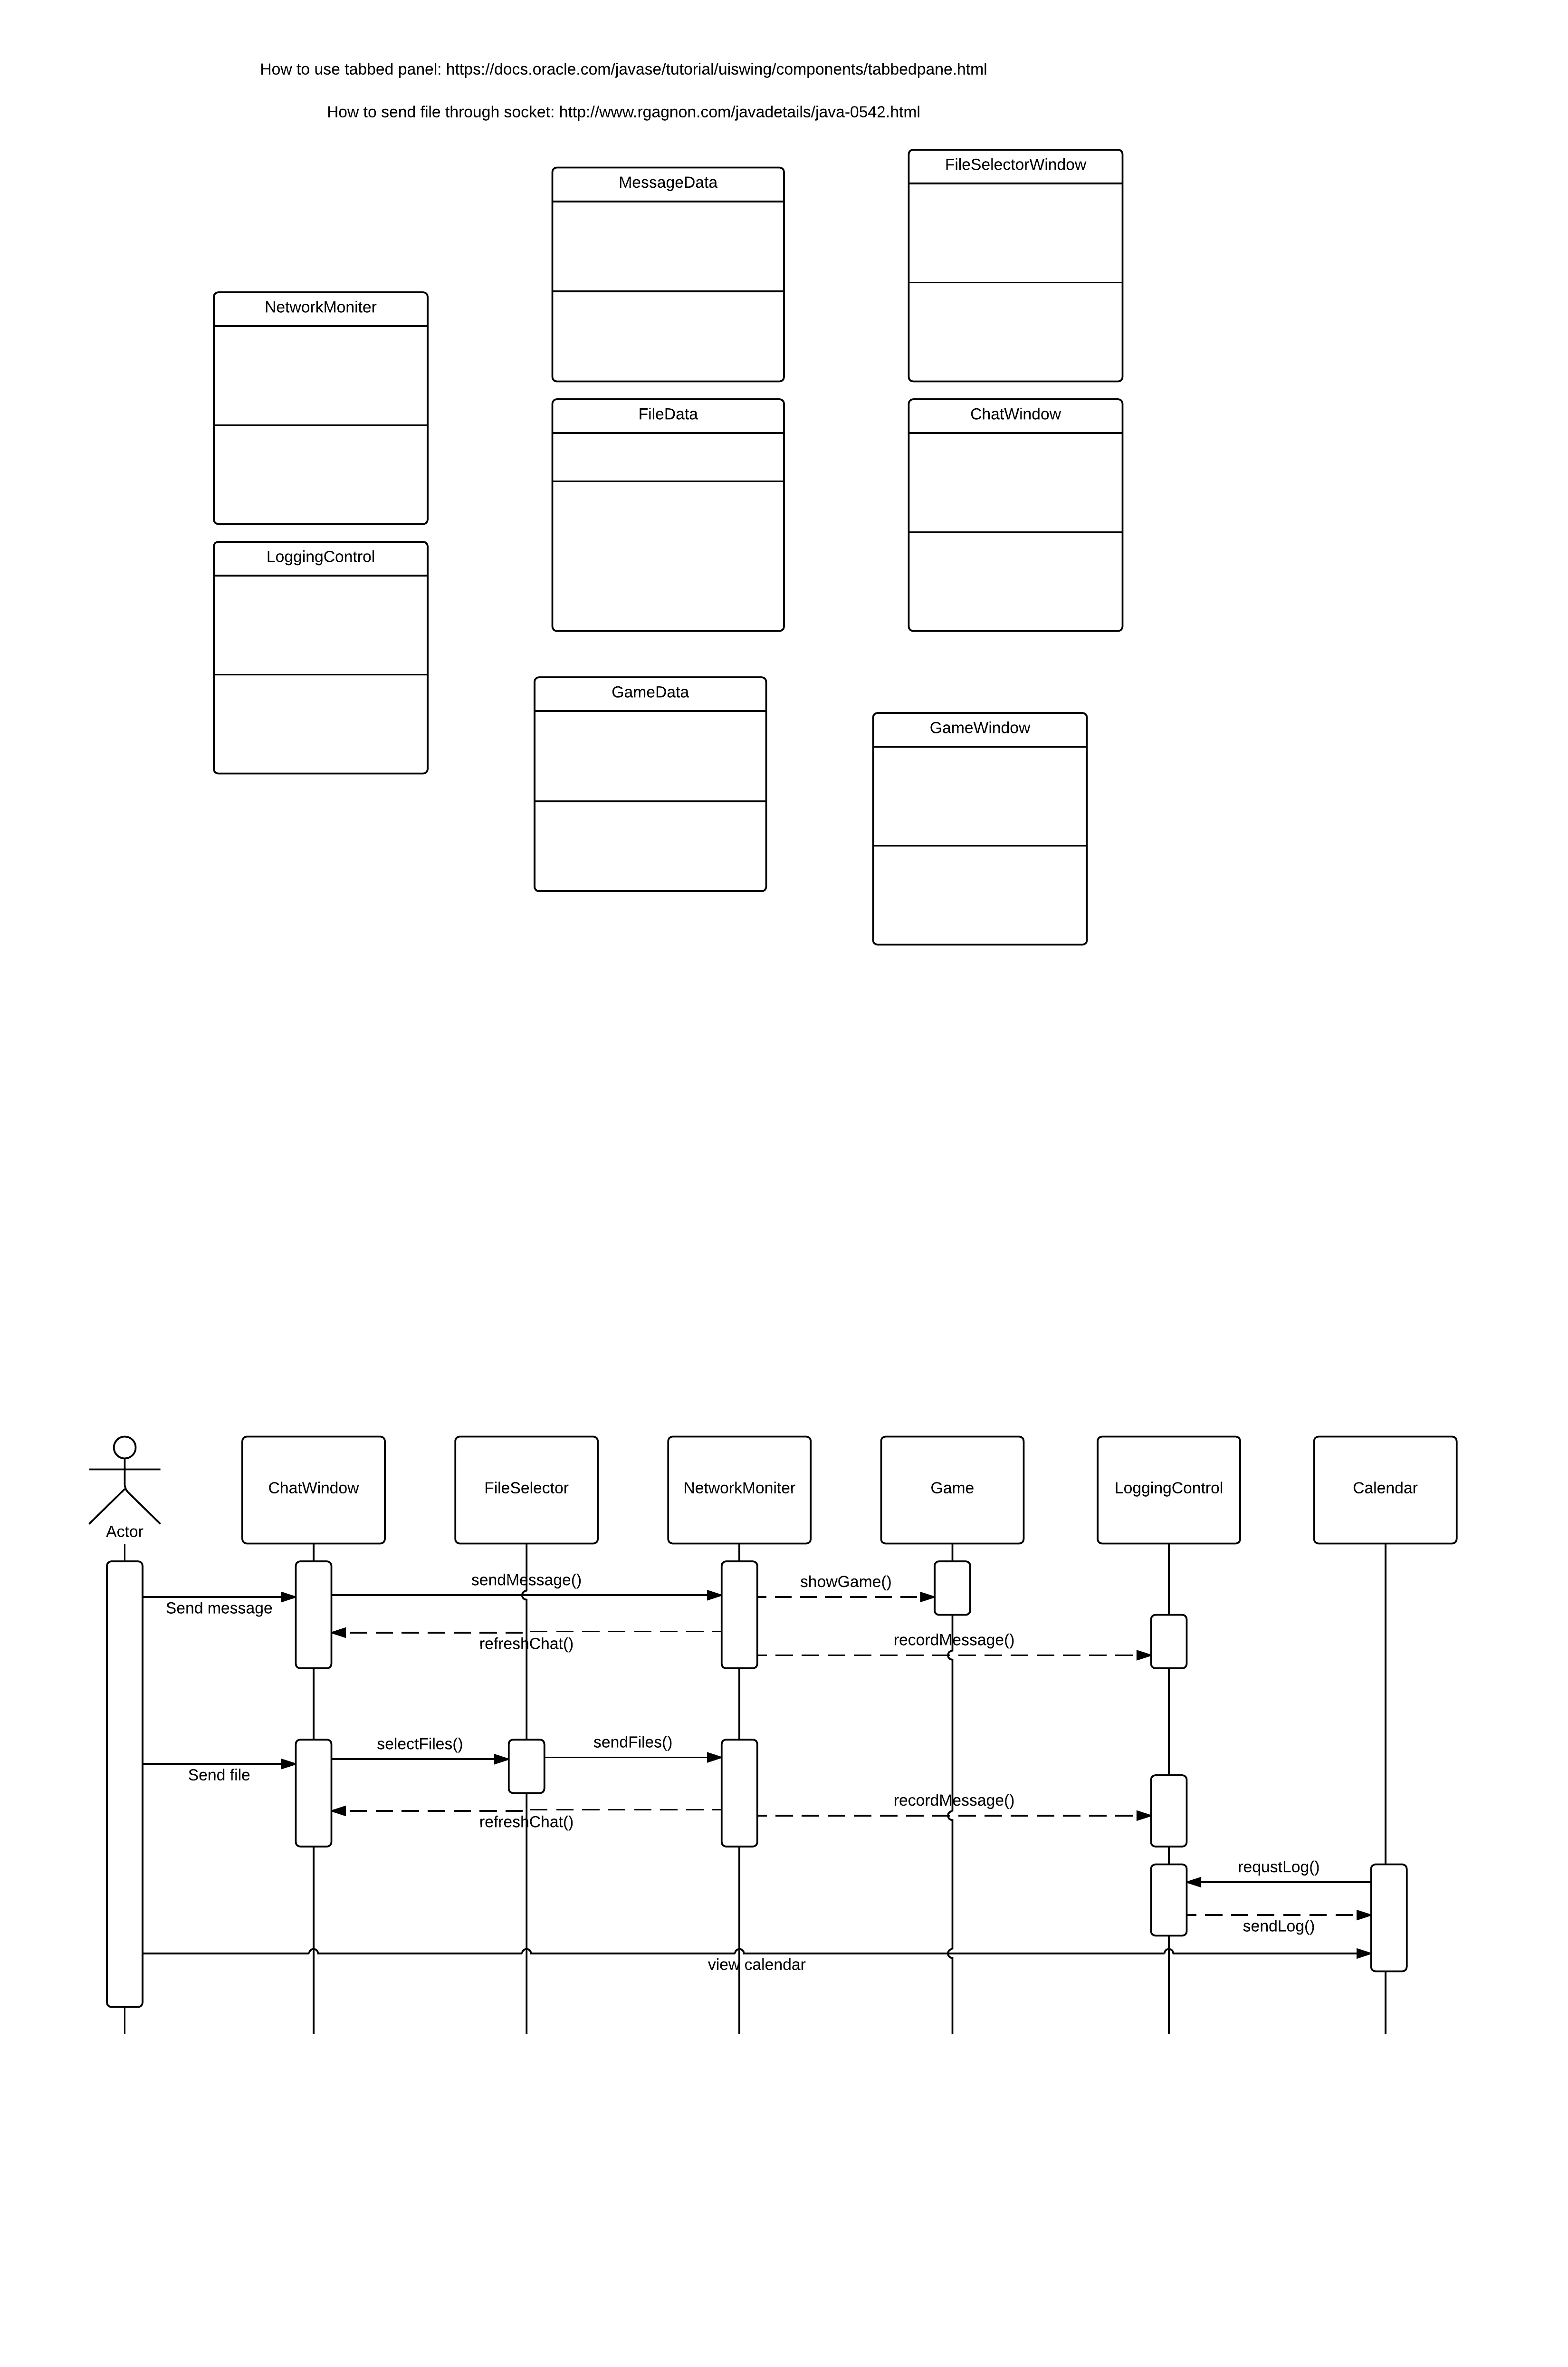 How to use tabbed panel: https://docs.oracle.com/javase/tutorial/uiswing/components/tabbedpane.html
How to send file through socket: http://www.rgagnon.com/javadetails/java-0542.html
FileSelectorWindow
MessageData
NetworkMoniter
FileData
ChatWindow
LoggingControl
GameData
GameWindow
Actor
ChatWindow
FileSelector
NetworkMoniter
Game
LoggingControl
Calendar
sendMessage()
showGame()
Send message
refreshChat()
recordMessage()
selectFiles()
sendFiles()
Send file
refreshChat()
recordMessage()
requstLog()
sendLog()
view calendar